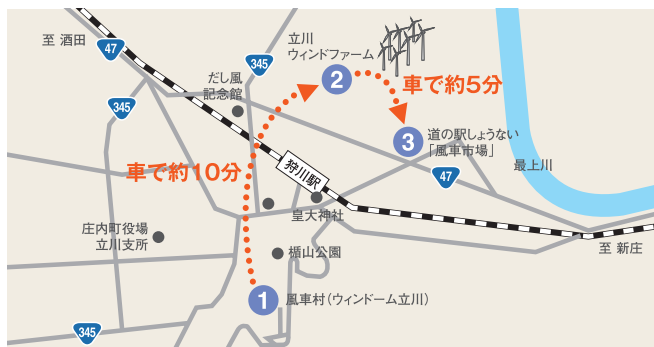 至 酒田
47
345
立川
ウィンドファーム
だし風
記念館
345
2
車で約5分
3
道の駅しょうない
「風車市場」
最上川
47
車で約10分
狩川駅
皇大神社
庄内町役場
立川支所
楯山公園
至 新庄
1
風車村（ウィンドーム立川）
345